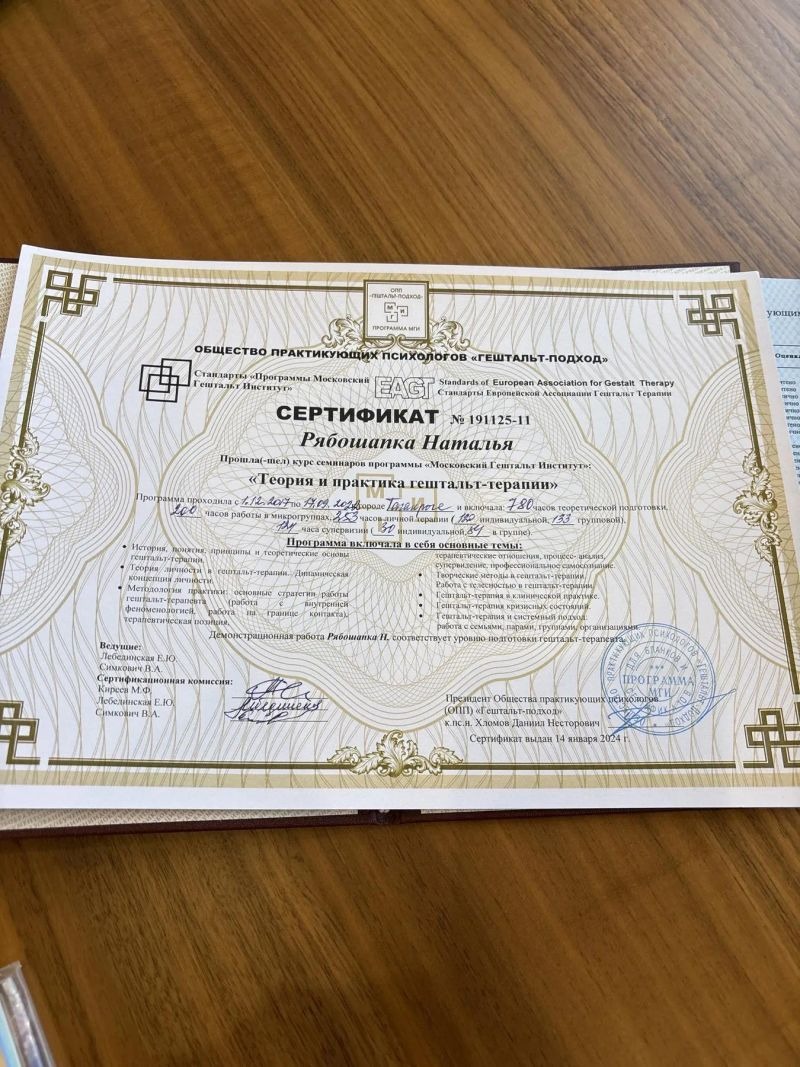 ОПП
«ГЕШТАЛЬТ-ПОДХОД»
М И
Г
ПРОГРАММА МГИ
ОБЩЕСТВО ПРАКТИКУЮЩИХ ПСИХОЛОГОВ «ГЕШТАЛЬТ-ПОДХОД»
Стандарты «Программы Московский
Гештальт Институт»
EAGT
Standards of European Association for Gestalt Therapy
Стандарты Европейской Ассоциации Гештальт Терапии
СЕРТИФИКАТ № 191125-11
Рябошапка Наталья
Прошла(-шел) курс семинаров программы «Московский Гештальт Институт»:
«Теория и практика гештальт-терапии»
Программа проходила с 1.12.2017 по 17.09. городе Таганроге и включала: 780 часов теоретической подготовки,
200 часов работы в микрогруппах, 253 часов личной терапии (120 индивидуальной, 133 групповой),
часа супервизии (30 индивидуальной, в группе).
Программа включала в себя основные темы:
• История, понятия, принципы и теоретические основы
гештальт-терапии.
• Теория личности в гештальт-терапии. Динамическая
концепция личности.
• Методология практики: основные стратегии работы
гештальт-терапевта (работа с внутренней
феноменологией, работа на границе контакта),
терапевтическая позиция,
терапевтические отношения, процесс- анализ,
супервидение, профессиональное самосознание.
• Творческие методы в гештальт-терапии.
Работа с телесностью в гештальт-терапии.
• Гештальт-терапия в клинической практике.
• Гештальт-терапия кризисных состояний.
• Гештальт-терапия и системный подход:
работа с семьями, парами, группами, организациями.
Демонстрационная работа Рябошапка Н. соответствует уровню подготовки гештальт-терапевта.
Ведущие:
Лебединская Е.Ю.
Симкович В.А.
Сертификационная комиссия:
Киреев М.Ф.
Лебединская Е.Ю.
Симкович В.А.
Президент Общества практикующих психологов
(ОПП) «Гештальт-подход»
к.пс.н. Хломов Даниил Несторович
Сертификат выдан 14 января 2024 г.
ДЛЯ БЛАНКОВ И
ПРОГРАММА
МГИ